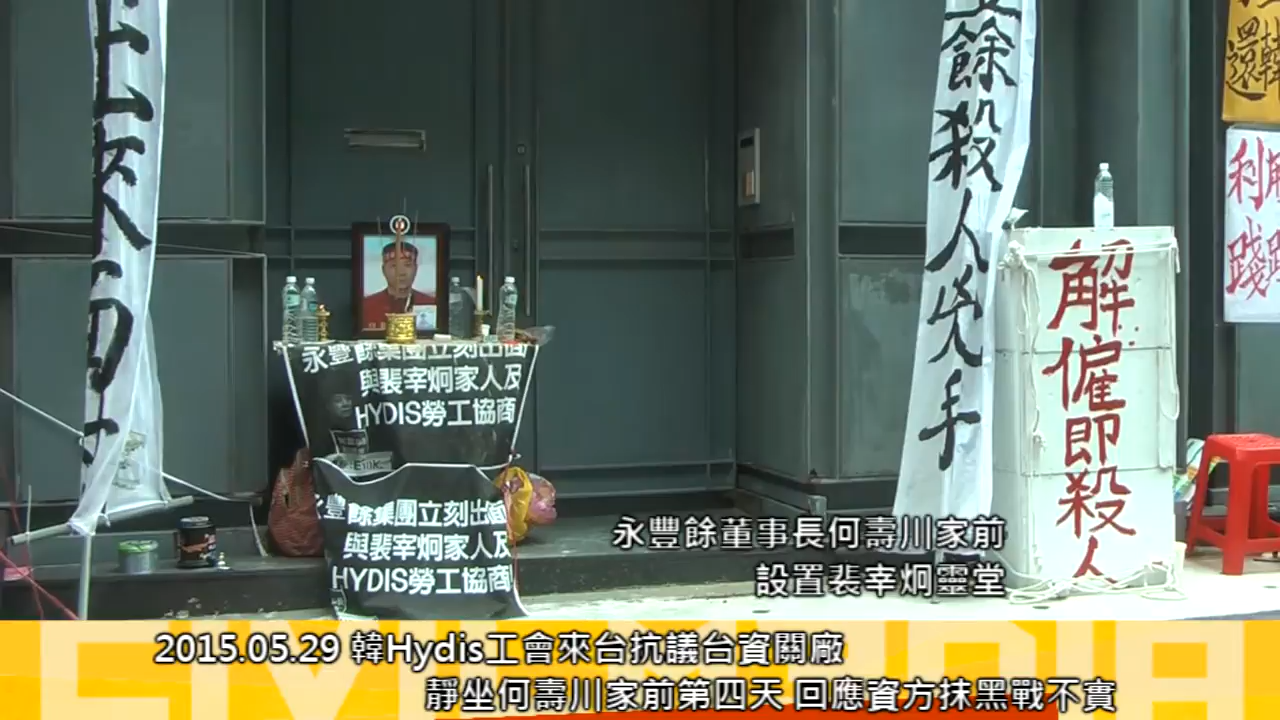 餘殺人兇手
還韓
利
踐
解僱即殺人
永豐餘集團立刻出面
與裴宰炯家人及
HYDIS勞工協商
永豐餘集團立刻出面
與裴宰炯家人及
HYDIS勞工協商
永豐餘董事長何壽川家前
設置裴宰炯靈堂
2015.05.29 韓Hydis工會來台抗議台資關廠
靜坐何壽川家前第四天 回應資方抹黑戰不實